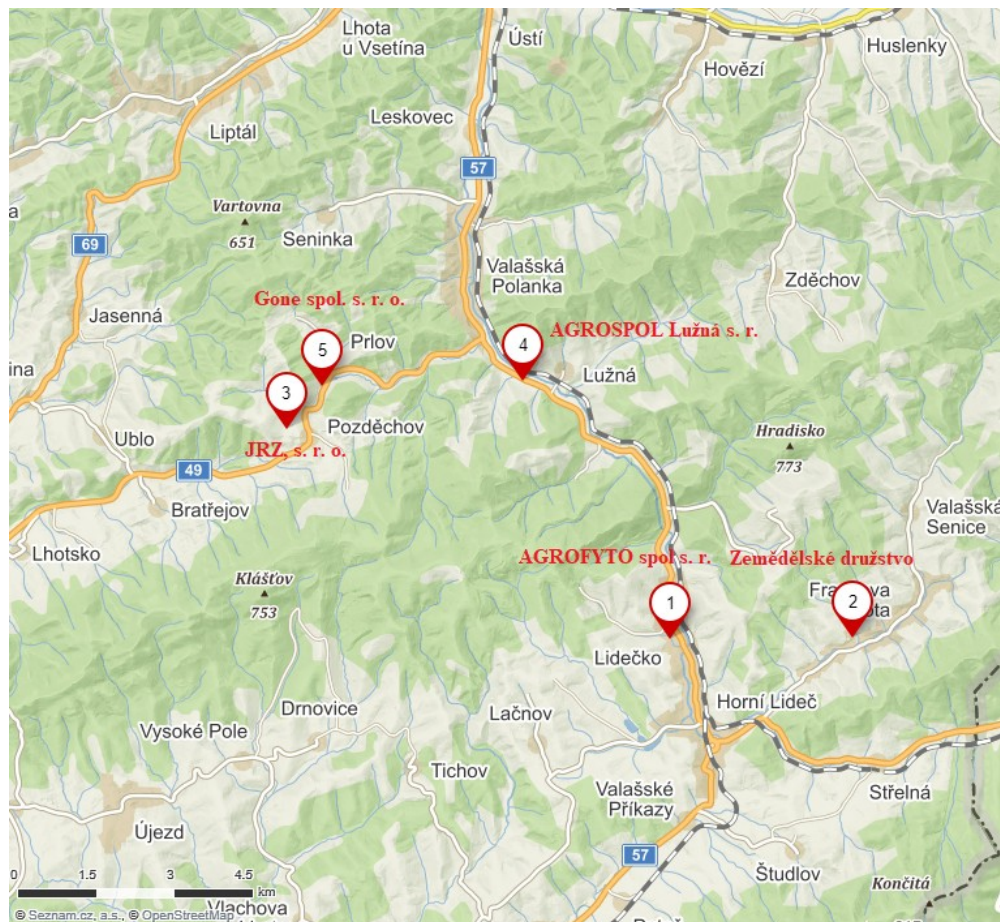 Lhota
u Vsetína
Ústí
Huslenky
Hovězí
Leskovec
Liptál
57
Vartovna
651
Seninka
69
Valašská
Polanka
Zděchov
Gone spol. s. r. o.
Jasenná
AGROSPOL Lužná s. r.
Prlov
4
5
ina
Lužná
3
Pozděchov
Ublo
Hradisko
773
JRZ, s. r. o.
49
Bratřejov
Valašská
Senice
Lhotsko
AGROFYTO spol s. r.
Zemědělské družstvo
Klášťov
753
1
2
Lidečko
Horní Lideč
Drnovice
Lačnov
Vysoké Pole
Tichov
Střelná
Valašské
Příkazy
Újezd
57
Študlov
0 1.5 3 4.5 km
Končitá
Vlachova
© Seznam.cz, a.s., © OpenStreetMap